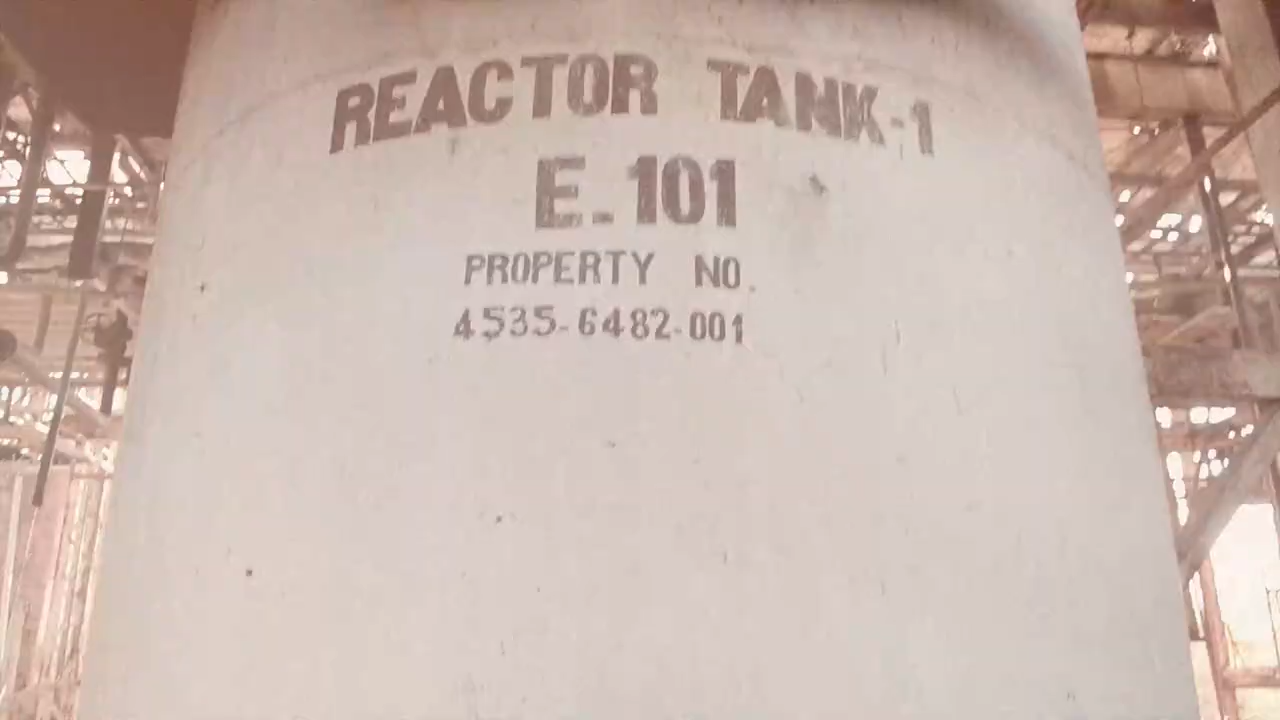 REACTOR TANK-1
E-101
PROPERTY NO.
4535-6482-001